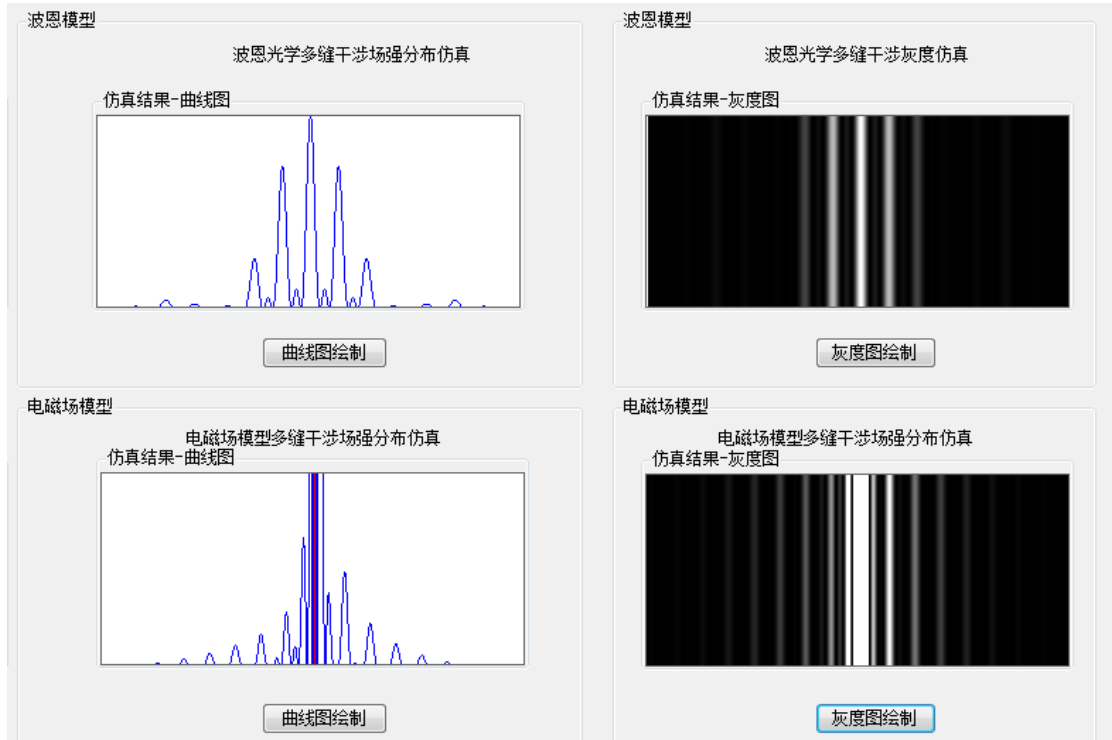 波恩模型
波恩光学多缝干涉场强分布仿真
仿真结果-曲线图
曲线图绘制
波恩模型
波恩光学多缝干涉灰度仿真
仿真结果-灰度图
灰度图绘制
电磁场模型
电磁场模型多缝干涉场强分布仿真
仿真结果-曲线图
曲线图绘制
电磁场模型
电磁场模型多缝干涉场强分布仿真
仿真结果-灰度图
灰度图绘制